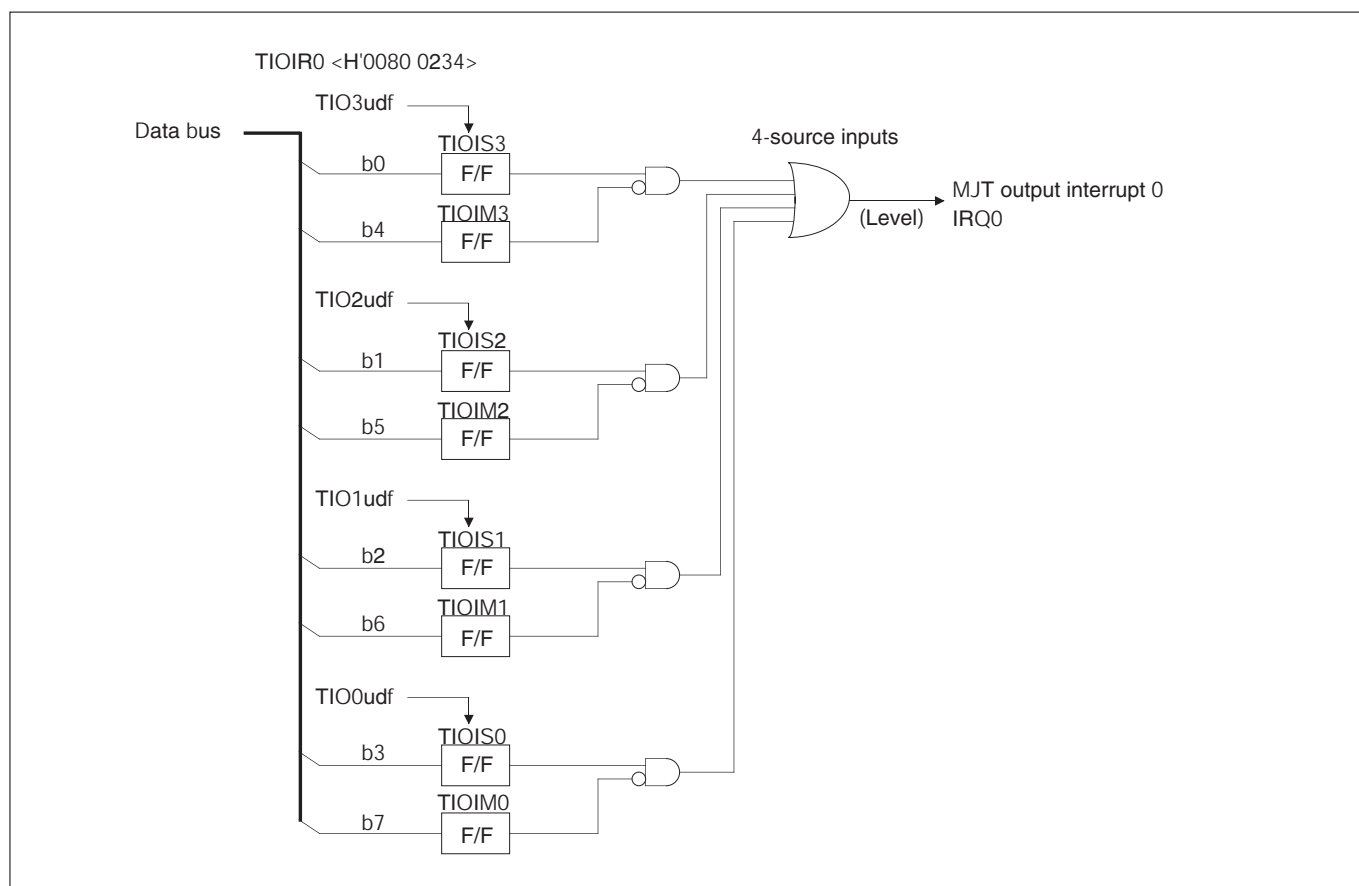 TIOIR0 <H'0080 0234>
TIO3udf
Data bus
TIOIS3
4-source inputs
b0
F/F
MJT output interrupt 0
TIOIM3
(Level)
IRQ0
b4
F/F
TIO2udf
TIOIS2
b1
F/F
TIOIM2
b5
F/F
TIO1udf
TIOIS1
b2
F/F
TIOIM1
b6
F/F
TIO0udf
TIOIS0
b3
F/F
TIOIM0
b7
F/F